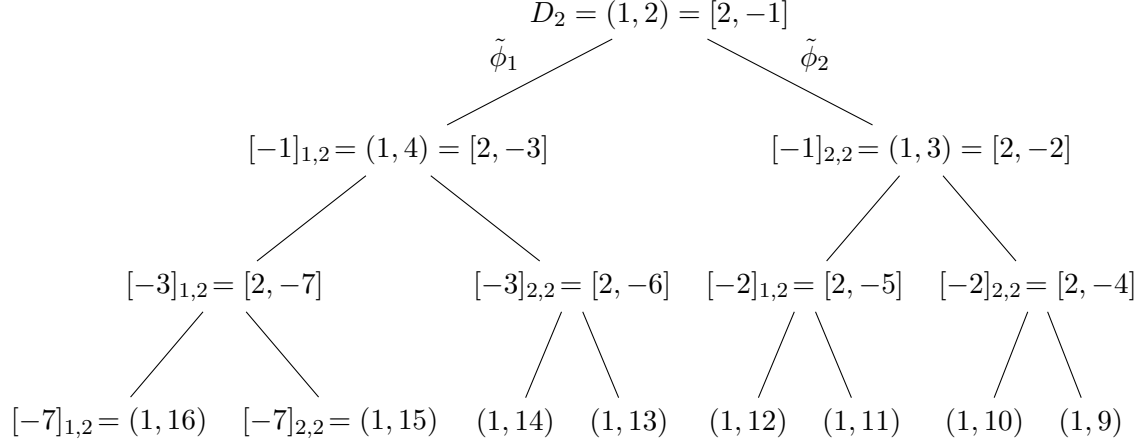 D₂ = (1, 2) = [2, −1]
ϕ̃₁ ϕ̃₂
[−1]₁,₂ = (1, 4) = [2, −3] [−1]₂,₂ = (1, 3) = [2, −2]
[−3]₁,₂ = [2, −7] [−3]₂,₂ = [2, −6] [−2]₁,₂ = [2, −5] [−2]₂,₂ = [2, −4]
[−7]₁,₂ = (1, 16) [−7]₂,₂ = (1, 15) (1, 14) (1, 13) (1, 12) (1, 11) (1, 10) (1, 9)